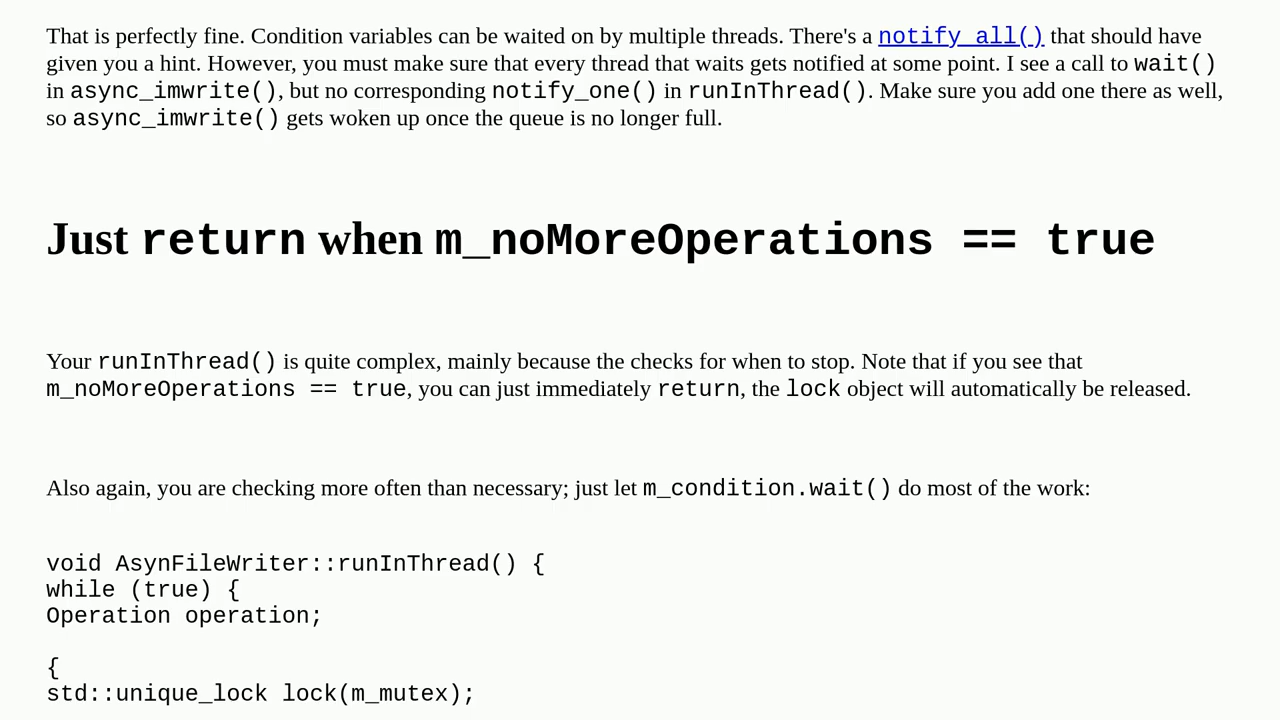 That is perfectly fine. Condition variables can be waited on by multiple threads. There's a notify_all() that should have
given you a hint. However, you must make sure that every thread that waits gets notified at some point. I see a call to wait()
in async_imwrite(), but no corresponding notify_one() in runInThread(). Make sure you add one there as well,
so async_imwrite() gets woken up once the queue is no longer full.
Just return when m_noMoreOperations == true
Your runInThread() is quite complex, mainly because the checks for when to stop. Note that if you see that
m_noMoreOperations == true, you can just immediately return, the lock object will automatically be released.
Also again, you are checking more often than necessary; just let m_condition.wait() do most of the work:
void AsynFileWriter::runInThread() {
while (true) {
Operation operation;
{
std::unique_lock lock(m_mutex);